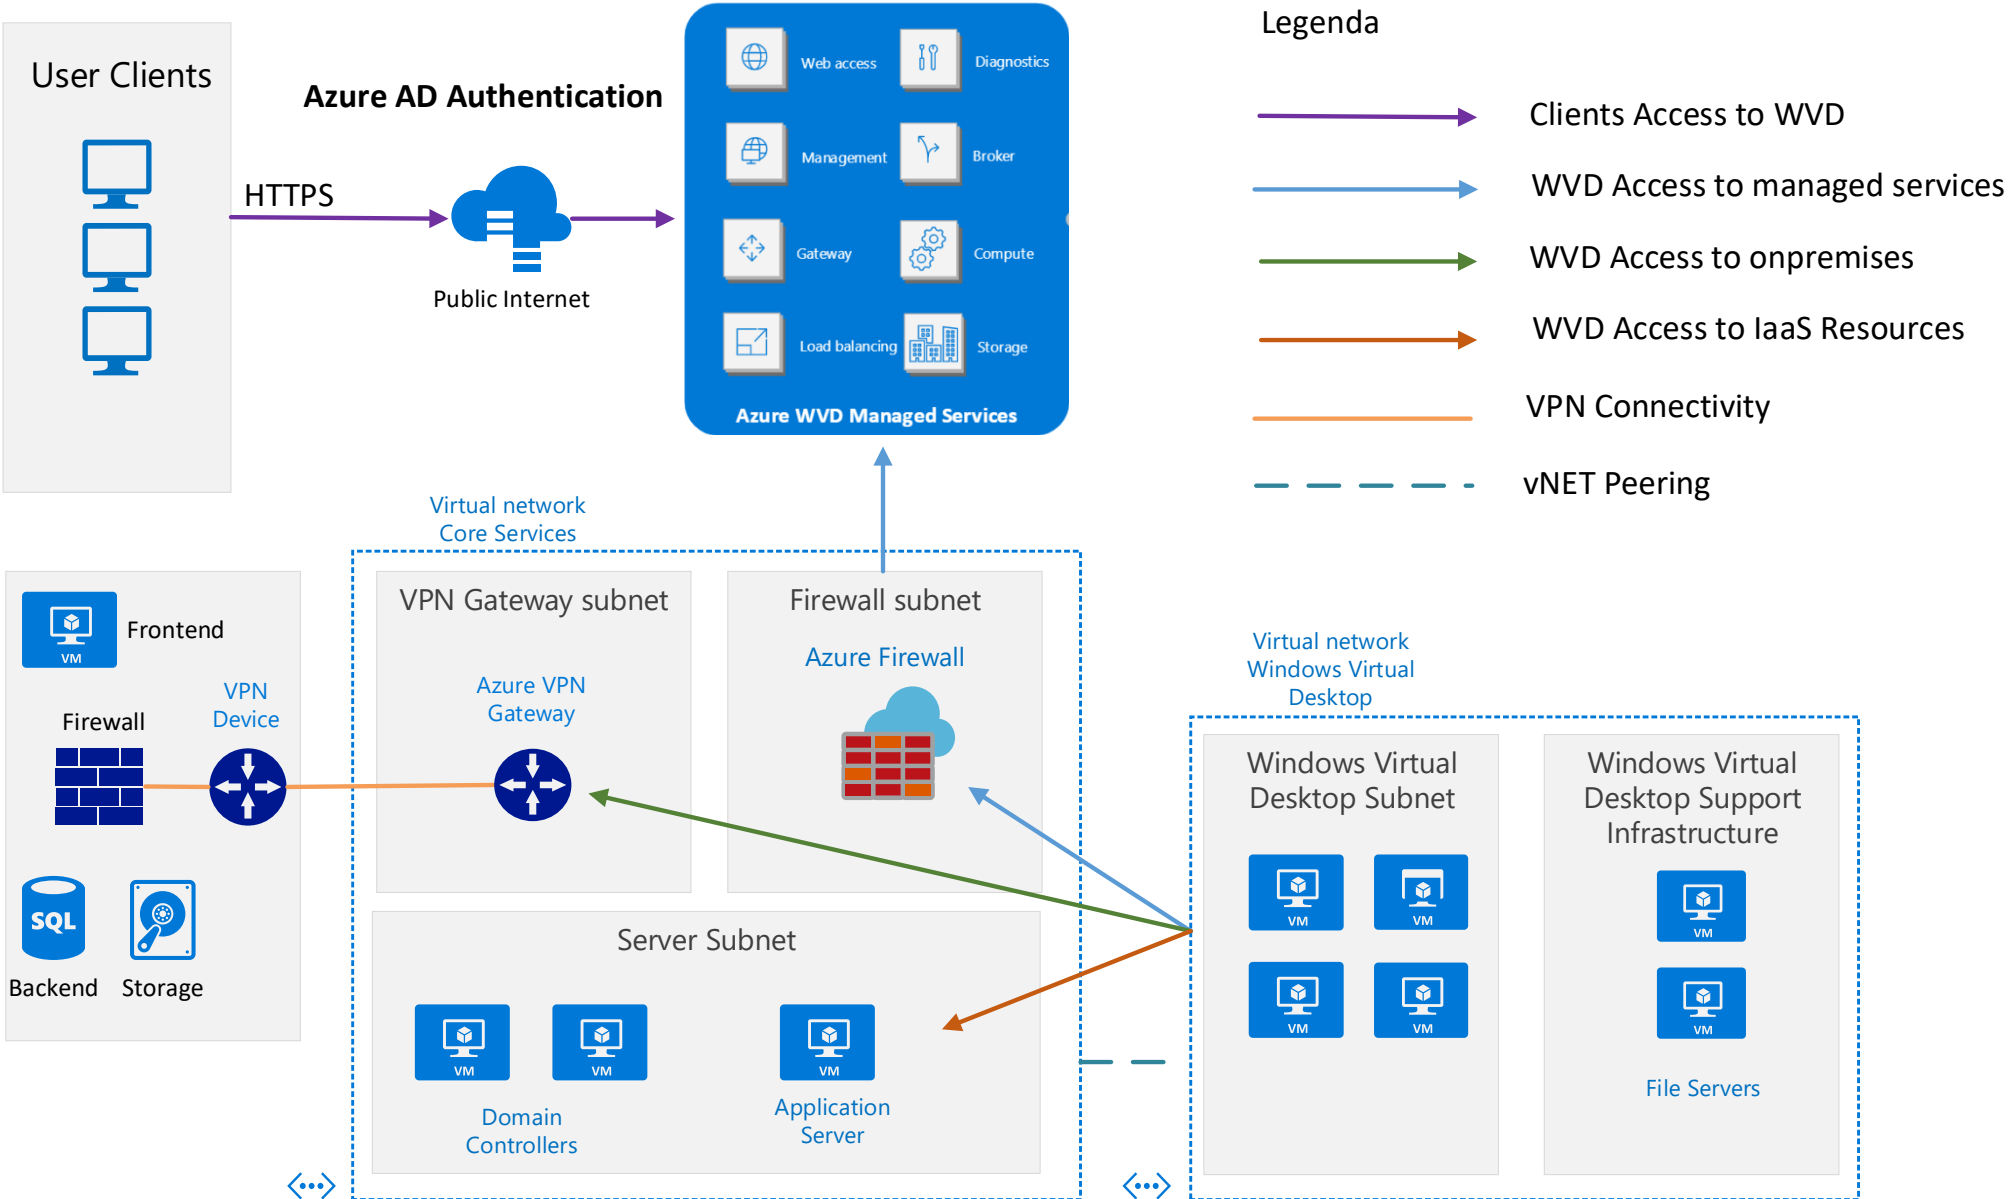 User Clients
HTTPS
Azure AD Authentication
Public Internet
Web access
Diagnostics
Management
Broker
Gateway
Compute
Load balancing
Storage
Azure WVD Managed Services
Legenda
Clients Access to WVD
WVD Access to managed services
WVD Access to onpremises
WVD Access to IaaS Resources
VPN Connectivity
vNET Peering
Frontend
VM
Firewall
VPN
Device
SQL
Backend
Storage
Virtual network
Core Services
VPN Gateway subnet
Azure VPN
Gateway
Firewall subnet
Azure Firewall
Server Subnet
VM
VM
VM
Domain
Controllers
Application
Server
Virtual network
Windows Virtual
Desktop
Windows Virtual
Desktop Subnet
VM
VM
VM
VM
Windows Virtual
Desktop Support
Infrastructure
VM
VM
File Servers